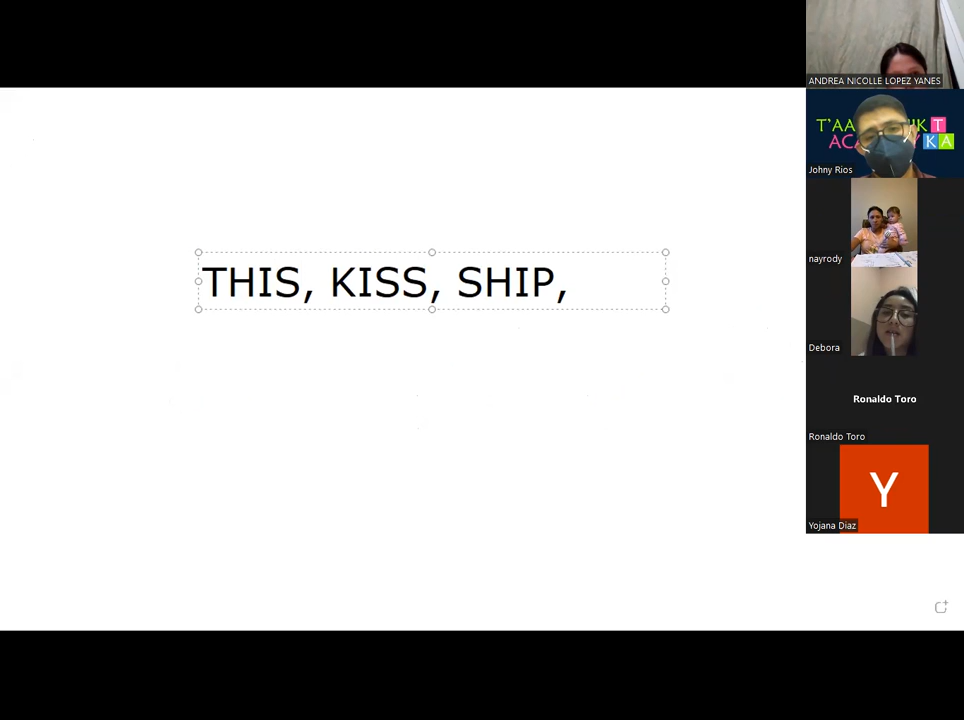 ANDREA NICOLLE LOPEZ YANES
Johny Rios
THIS, KISS, SHIP,
nayrody
Debora
Ronaldo Toro
Ronaldo Toro
Y
Yojana Diaz